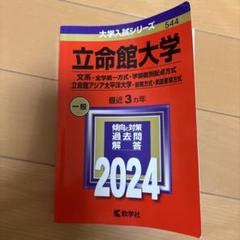 大学入試シリーズ
544
立命館大学
文系-全学統一方式・学部個別配点方式
立命館アジア太平洋大学-前期方式・英語重視方式
一般
最近3カ年
傾向と対策
過去問
解答
2024
教学社